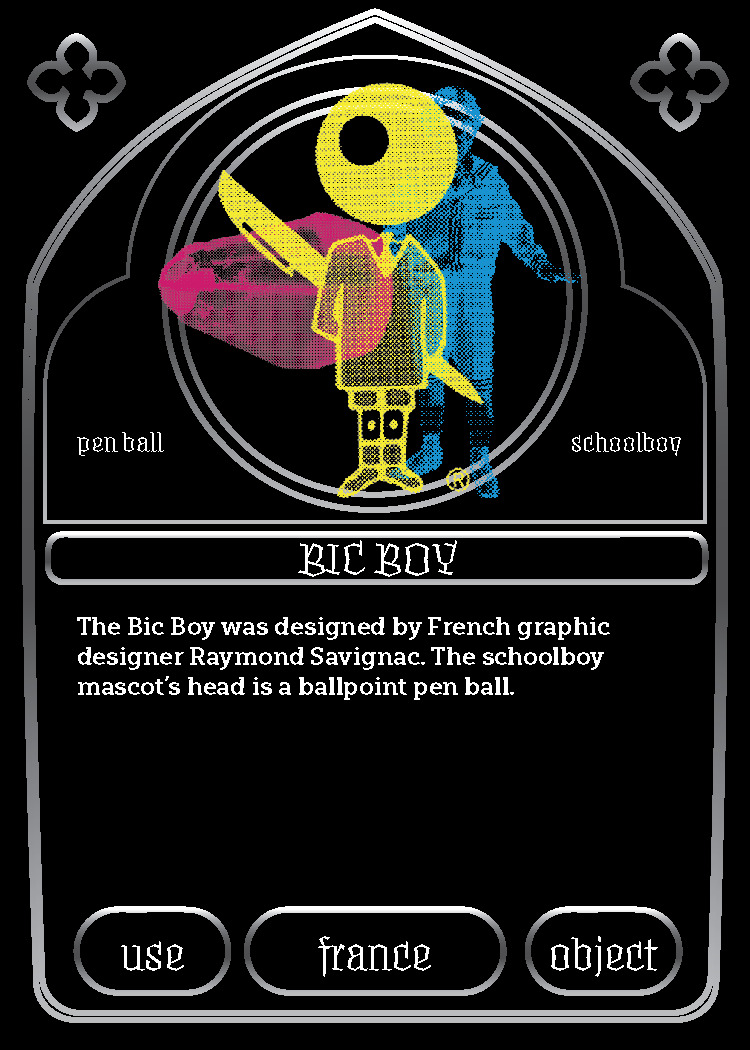 ®
pen ball
schoolboy
BIC BOY
The Bic Boy was designed by French graphic
designer Raymond Savignac. The schoolboy
mascot's head is a ballpoint pen ball.
use
france
object